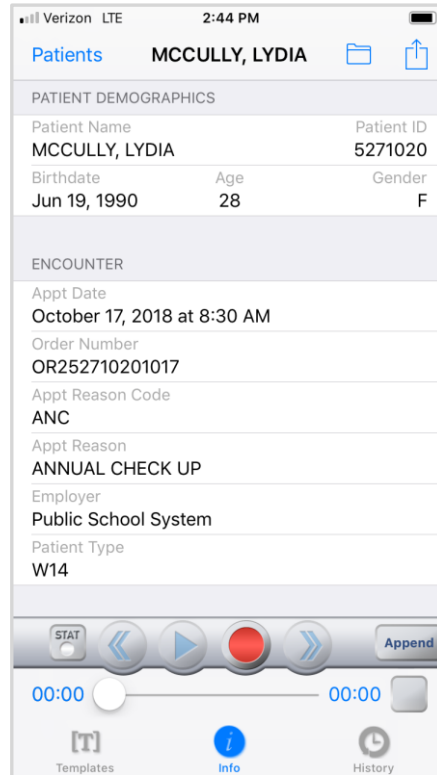 Verizon LTE 2:44 PM
Patients MCCULLY, LYDIA
PATIENT DEMOGRAPHICS
Patient Name Patient ID
MCCULLY, LYDIA 5271020
Birthdate Age Gender
Jun 19, 1990 28 F
ENCOUNTER
Appt Date
October 17, 2018 at 8:30 AM
Order Number
OR252710201017
Appt Reason Code
ANC
Appt Reason
ANNUAL CHECK UP
Employer
Public School System
Patient Type
W14
STAT Append
00:00 00:00
[T] i
Templates Info History